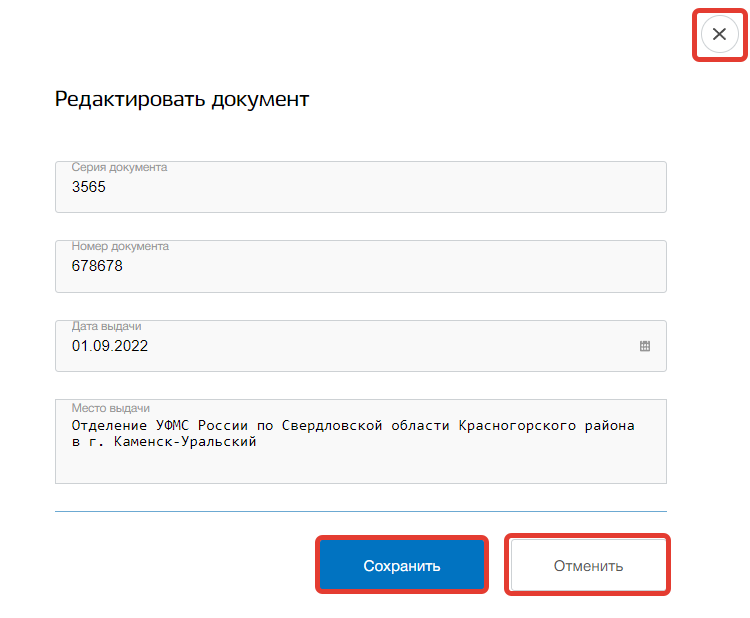 Редактировать документ
Серия документа
3565
Номер документа
678678
Дата выдачи
01.09.2022
Место выдачи
Отделение УФМС России по Свердловской области Красногорского района
в г. Каменск-Уральский
Сохранить
Отменить